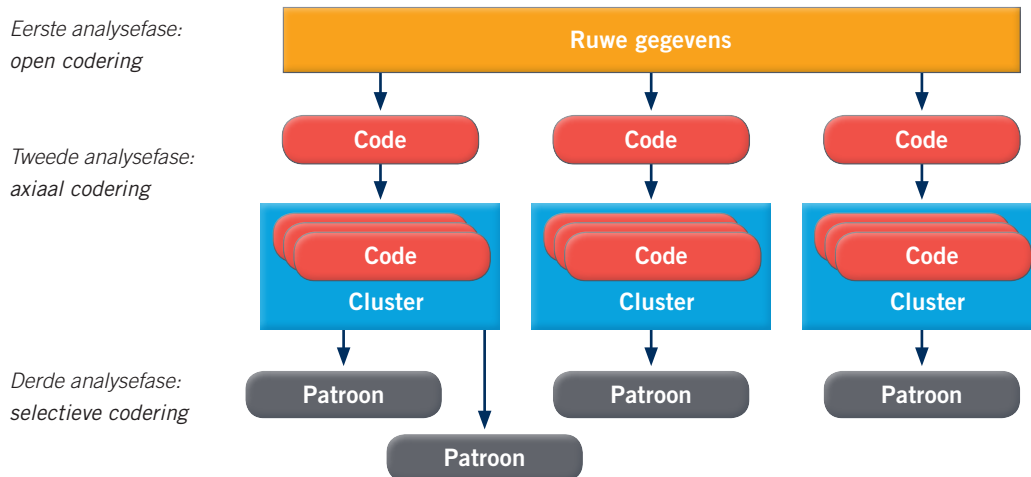 Eerste analysefase:
open codering
Ruwe gegevens
Code
Code
Code
Tweede analysefase:
axiaal codering
Code
Code
Code
Cluster
Cluster
Cluster
Derde analysefase:
selectieve codering
Patroon
Patroon
Patroon
Patroon